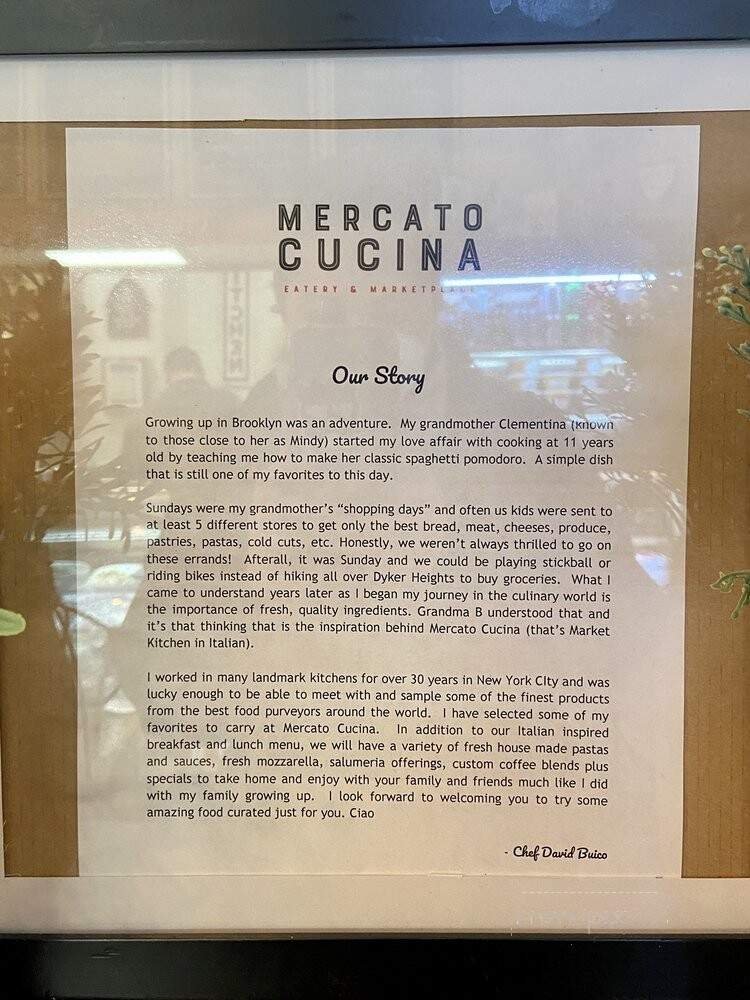 MERCATO
CUCINA
EATERY & MARKETPLACE
Our Story
Growing up in Brooklyn was an adventure. My grandmother Clementina (known
to those close to her as Mindy) started my love affair with cooking at 11 years
old by teaching me how to make her classic spaghetti pomodoro. A simple dish
that is still one of my favorites to this day.
Sundays were my grandmother's “shopping days” and often us kids were sent to
at least 5 different stores to get only the best bread, meat, cheeses, produce,
pastries, pastas, cold cuts, etc. Honestly, we weren't always thrilled to go on
these errands! Afterall, it was Sunday and we could be playing stickball or
riding bikes instead of hiking all over Dyker Heights to buy groceries. What I
came to understand years later as I began my journey in the culinary world is
the importance of fresh, quality ingredients. Grandma B understood that and
it's that thinking that is the inspiration behind Mercato Cucina (that's Market
Kitchen in Italian).
I worked in many landmark kitchens for over 30 years in New York CIty and was
lucky enough to be able to meet with and sample some of the finest products
from the best food purveyors around the world. I have selected some of my
favorites to carry at Mercato Cucina. In addition to our Italian inspired
breakfast and lunch menu, we will have a variety of fresh house made pastas
and sauces, fresh mozzarella, salumeria offerings, custom coffee blends plus
specials to take home and enjoy with your family and friends much like I did
with my family growing up. I look forward to welcoming you to try some
amazing food curated just for you. Ciao
- Chef David Buico